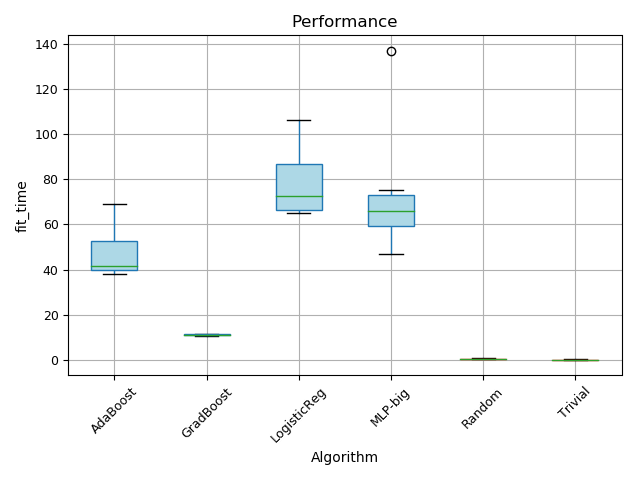 Performance
140
120
100
80
60
40
20
0
fit_time
AdaBoost
GradBoost
LogisticReg
MLP-big
Random
Trivial
Algorithm